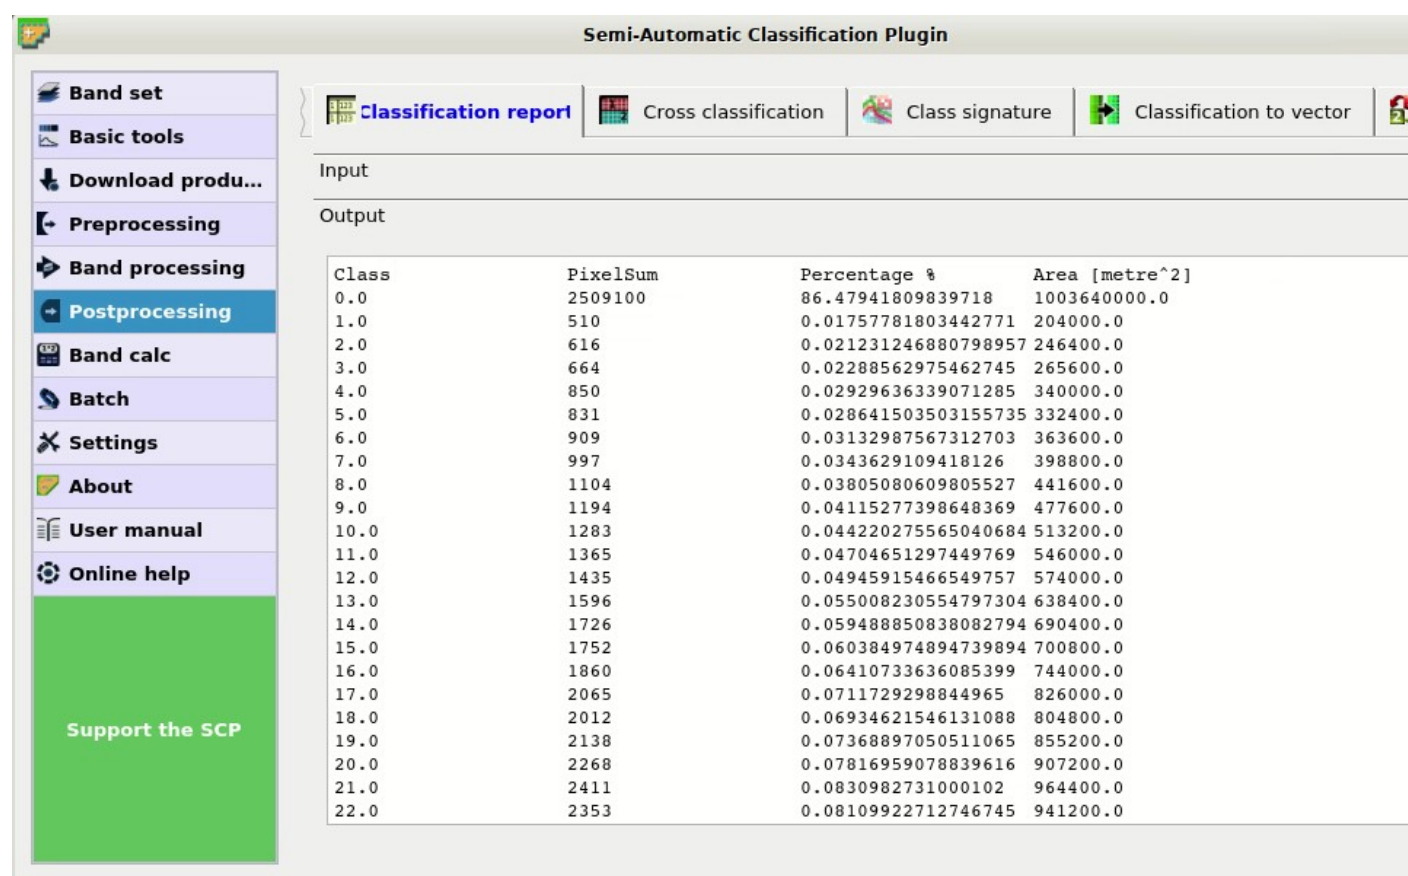 Semi-Automatic Classification Plugin
Band set
Basic tools
Download produ...
Preprocessing
Band processing
Postprocessing
Band calc
Batch
Settings
About
User manual
Online help
Support the SCP
Classification report
Cross classification
Class signature
Classification to vector
Input
Output
Class PixelSum Percentage % Area [metre^2]
0.0 2509100 86.47941809839718 1003640000.0
1.0 510 0.01757781803442771 204000.0
2.0 616 0.021231246880798957 246400.0
3.0 664 0.02288562975462745 265600.0
4.0 850 0.02929636339071285 340000.0
5.0 831 0.028641503503155735 332400.0
6.0 909 0.03132987567312703 363600.0
7.0 997 0.0343629109418126 398800.0
8.0 1104 0.03805080609805527 441600.0
9.0 1194 0.04115277398648369 477600.0
10.0 1283 0.044220275565040684 513200.0
11.0 1365 0.04704651297449769 546000.0
12.0 1435 0.04945915466549757 574000.0
13.0 1596 0.055008230554797304 638400.0
14.0 1726 0.059488850838082794 690400.0
15.0 1752 0.060384974894739894 700800.0
16.0 1860 0.06410733636085399 744000.0
17.0 2065 0.0711729298844965 826000.0
18.0 2012 0.06934621546131088 804800.0
19.0 2138 0.07368897050511065 855200.0
20.0 2268 0.07816959078839616 907200.0
21.0 2411 0.0830982731000102 964400.0
22.0 2353 0.08109922712746745 941200.0